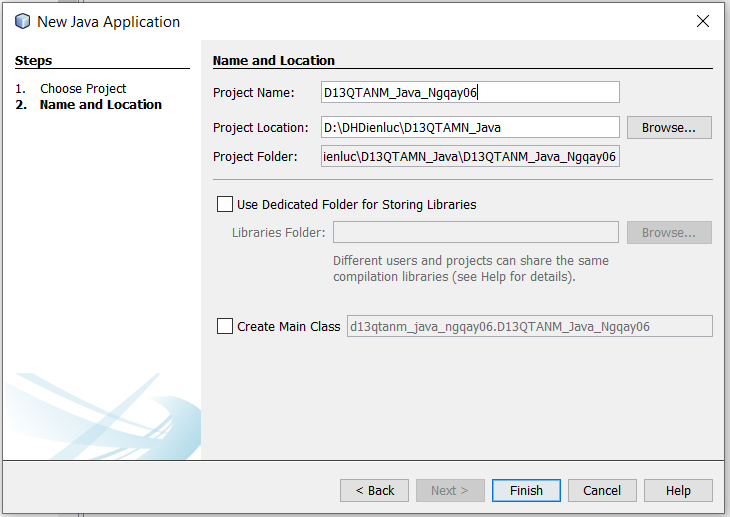 New Java Application
Steps
1. Choose Project
2. Name and Location
Name and Location
Project Name: D13QTANM_Java_Ngqay06
Project Location: D:\DHDienluc\D13QTAMN_Java Browse...
Project Folder: ienluc\D13QTAMN_Java\D13QTANM_Java_Ngqay06
Use Dedicated Folder for Storing Libraries
Libraries Folder: Browse...
Different users and projects can share the same
compilation libraries (see Help for details).
Create Main Class d13qtanm_java_ngqay06.D13QTANM_Java_Ngqay06
< Back Next > Finish Cancel Help